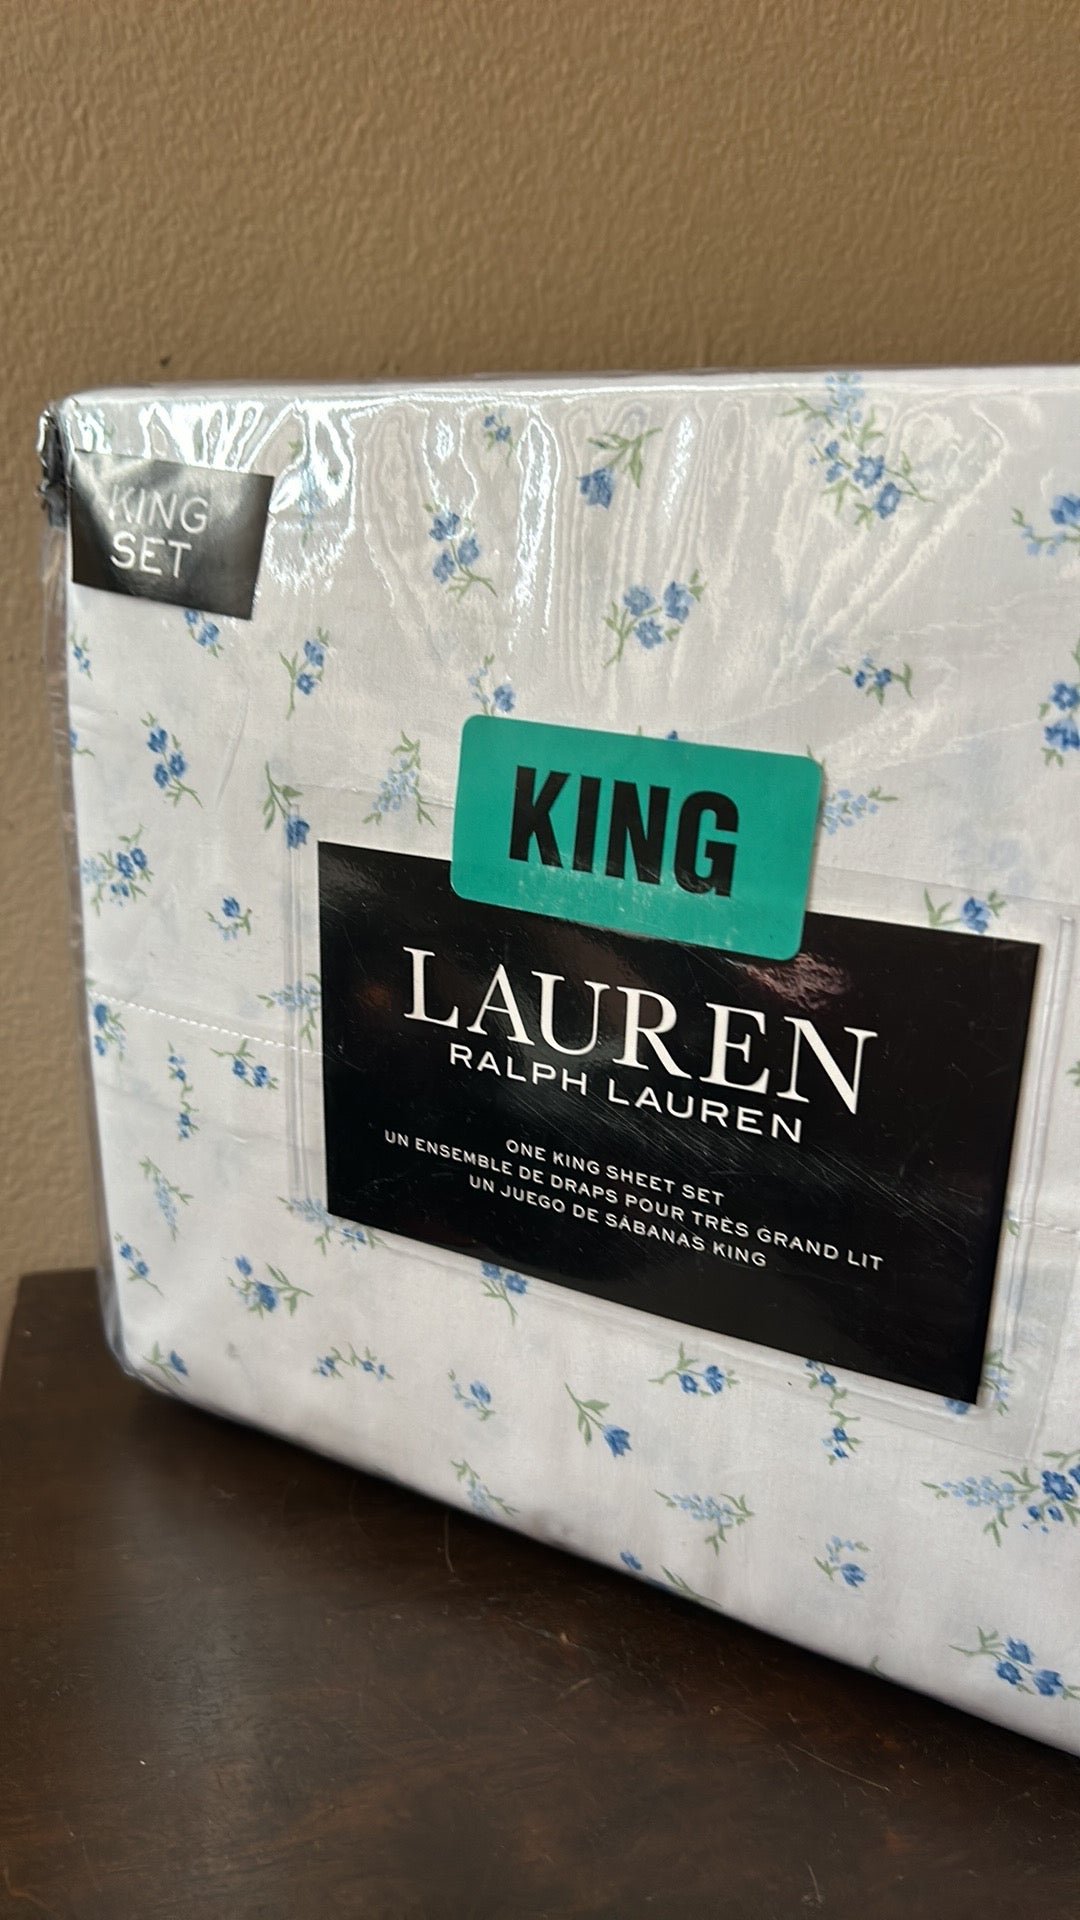 KING
SET
KING
LAUREN
RALPH LAUREN
ONE KING SHEET SET
UN ENSEMBLE DE DRAPS POUR TRÈS GRAND LIT
UN JUEGO DE SÁBANAS KING